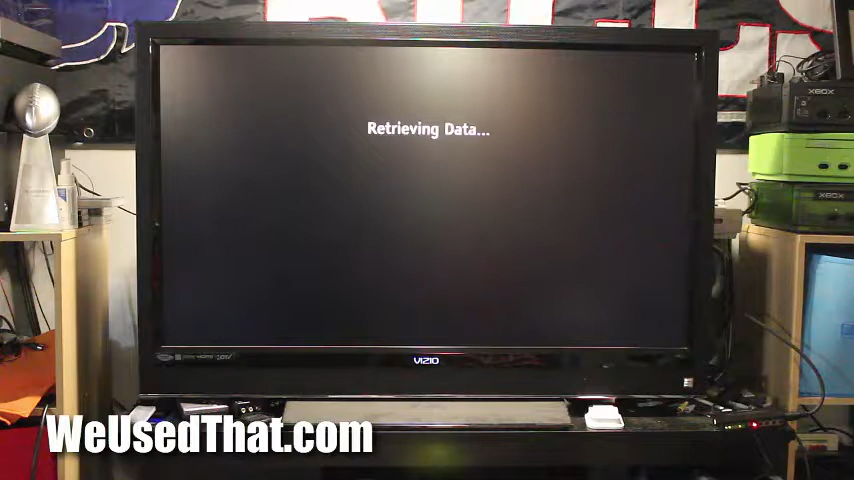 Retrieving Data...
XBOX
XBOX
VIZIO
WeUsedThat.com